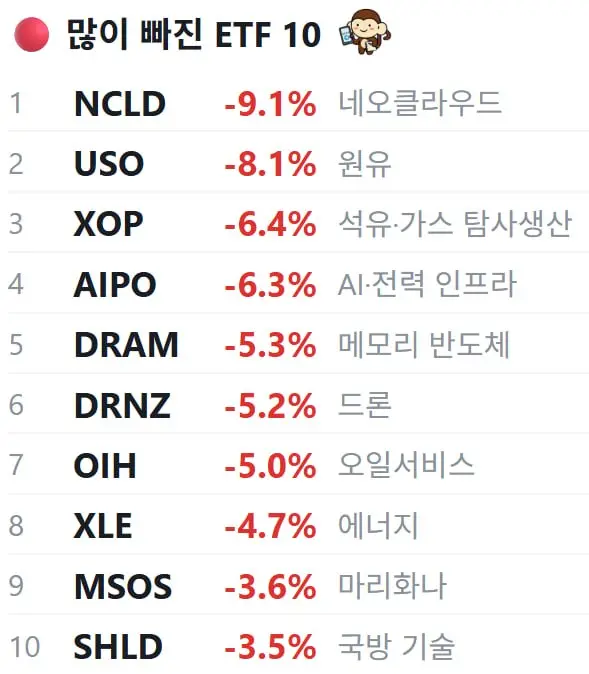 많이 빠진 ETF 10
1 NCLD -9.1% 네오클라우드
2 USO -8.1% 원유
3 XOP -6.4% 석유·가스 탐사생산
4 AIPO -6.3% AI·전력 인프라
5 DRAM -5.3% 메모리 반도체
6 DRNZ -5.2% 드론
7 OIH -5.0% 오일서비스
8 XLE -4.7% 에너지
9 MSOS -3.6% 마리화나
10 SHLD -3.5% 국방 기술